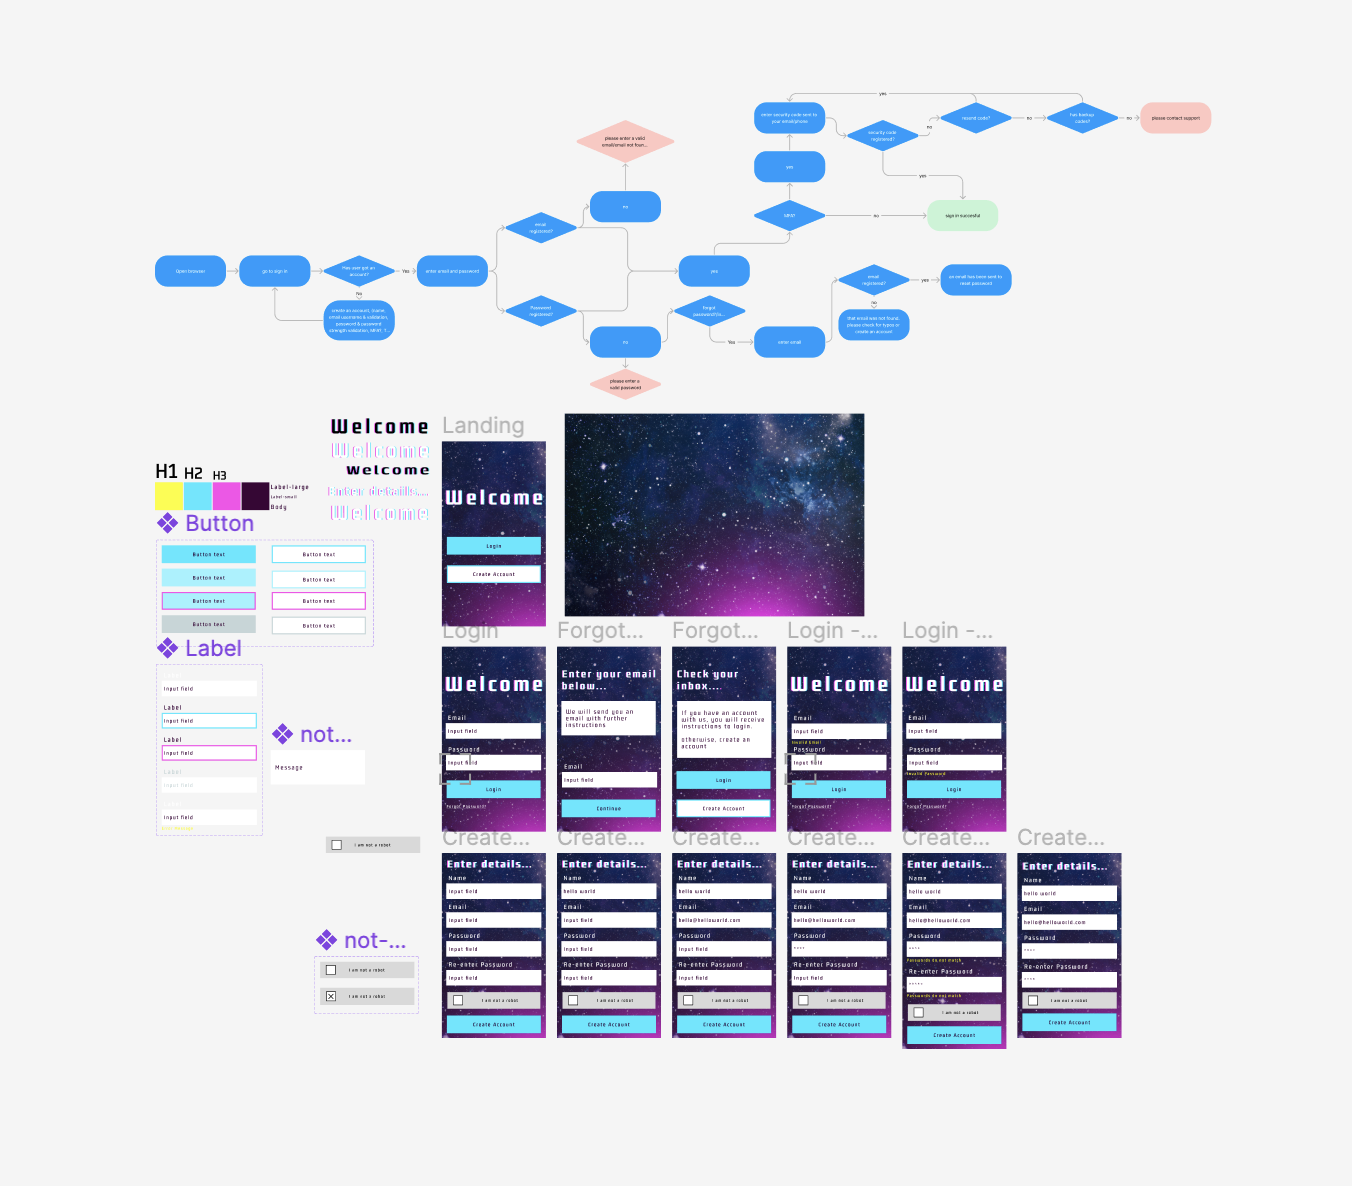 yes
enter security code sent to
your email/phone
security code
registered?
no
resend code?
no
has backup
codes?
no
please contact support
please enter a valid
email/email not foun...
yes
yes
no
MFA?
no
sign in succesful
email
registered?
Open browser
go to sign in
Has user got an
account?
Yes
enter email and password
yes
email
registered?
yes
an email has been sent to
reset password
No
no
create an account, (name,
email username & validation,
password & password
strength validation, MFA?, T...
Password
registered?
forgot
that email was not found,
please check for typos or
create an account
no
Yes
enter email
please enter a
valid password
Welcome
Welcome
Welcome
Enter details...
Welcome
H1 H2 H3
Label-large
Label-small
Body
Button
Button text
Button text
Button text
Button text
Button text
Button text
Button text
Button text
Label
Input field
Label
Input field
Label
Input field
Label
Input field
Input field
not...
Message
I am not a robot
not-...
I am not a robot
I am not a robot
Landing
Welcome
Login
Create Account
Login
Welcome
Email
Input field
Password
Input field
Login
Forgot Password?
Forgot...
Enter your email
below...
We will send you an
email with further
instructions
Email
Input field
Continue
Forgot...
Check your
inbox...
If you have an account
with us, you will receive
instructions to login.
otherwise, create an
account
Login
Create Account
Login -...
Welcome
Email
Input field
Invalid Email
Password
Input field
Login
Forgot Password?
Login -...
Welcome
Email
Input field
Password
Input field
Invalid Password
Login
Forgot Password?
Create...
Enter details...
Name
Input field
Email
Input field
Password
Input field
Re-enter Password
Input field
I am not a robot
Create Account
Create...
Enter details...
Name
hello world
Email
Input field
Password
Input field
Re-enter Password
Input field
I am not a robot
Create Account
Create...
Enter details...
Name
hello world
Email
hello@helloworld.com
Password
Input field
Re-enter Password
Input field
I am not a robot
Create Account
Create...
Enter details...
Name
hello world
Email
hello@helloworld.com
Password
****
Re-enter Password
Input field
I am not a robot
Create Account
Create...
Enter details...
Name
hello world
Email
hello@helloworld.com
Password
****
Passwords do not match
Re-enter Password
*****
Passwords do not match
I am not a robot
Create Account
Create...
Enter details...
Name
hello world
Email
hello@helloworld.com
Password
****
Re-enter Password
****
I am not a robot
Create Account